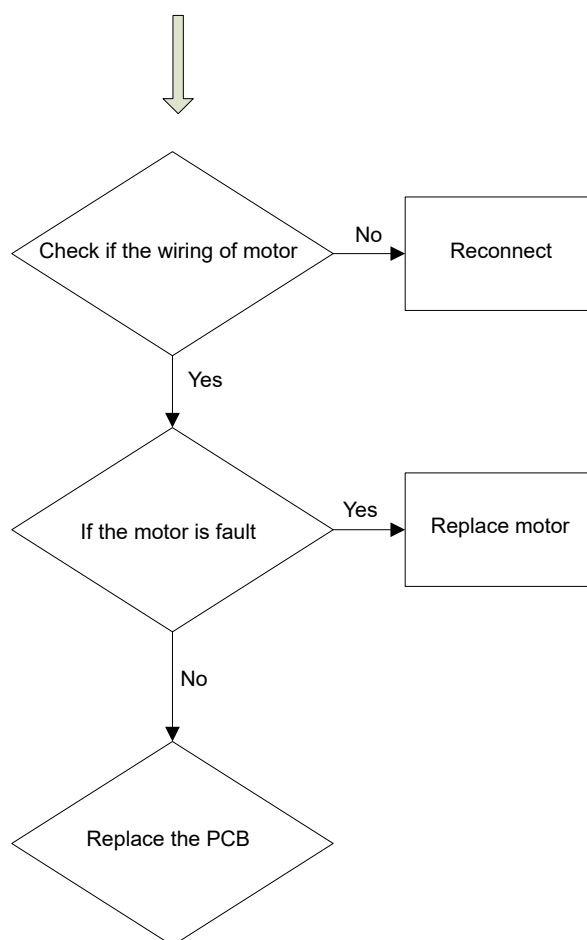 Check if the wiring of motor
No
Reconnect
Yes
If the motor is fault
Yes
Replace motor
No
Replace the PCB